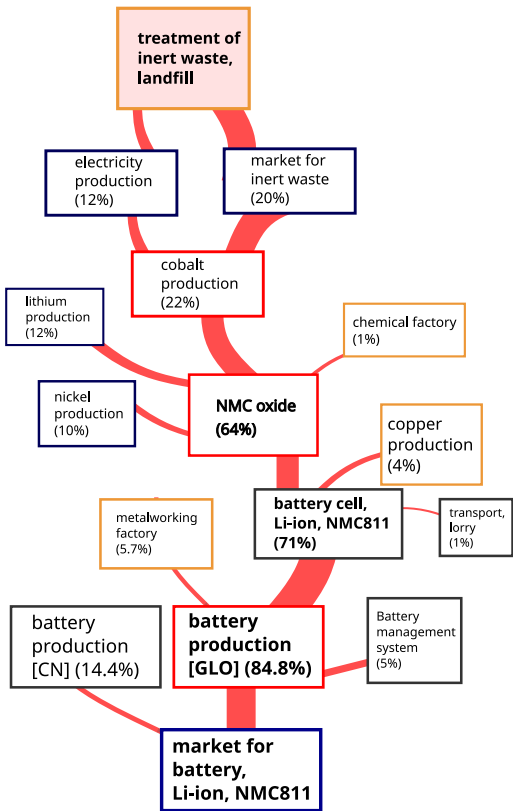 treatment of
inert waste,
landfill
electricity
production
(12%)
market for
inert waste
(20%)
cobalt
production
(22%)
lithium
production
(12%)
chemical factory
(1%)
nickel
production
(10%)
NMC oxide
(64%)
copper
production
(4%)
battery cell,
Li-ion, NMC811
(71%)
transport,
lorry
(1%)
metalworking
factory
(5.7%)
battery
production
[CN] (14.4%)
battery
production
[GLO] (84.8%)
Battery
management
system
(5%)
market for
battery,
Li-ion, NMC811